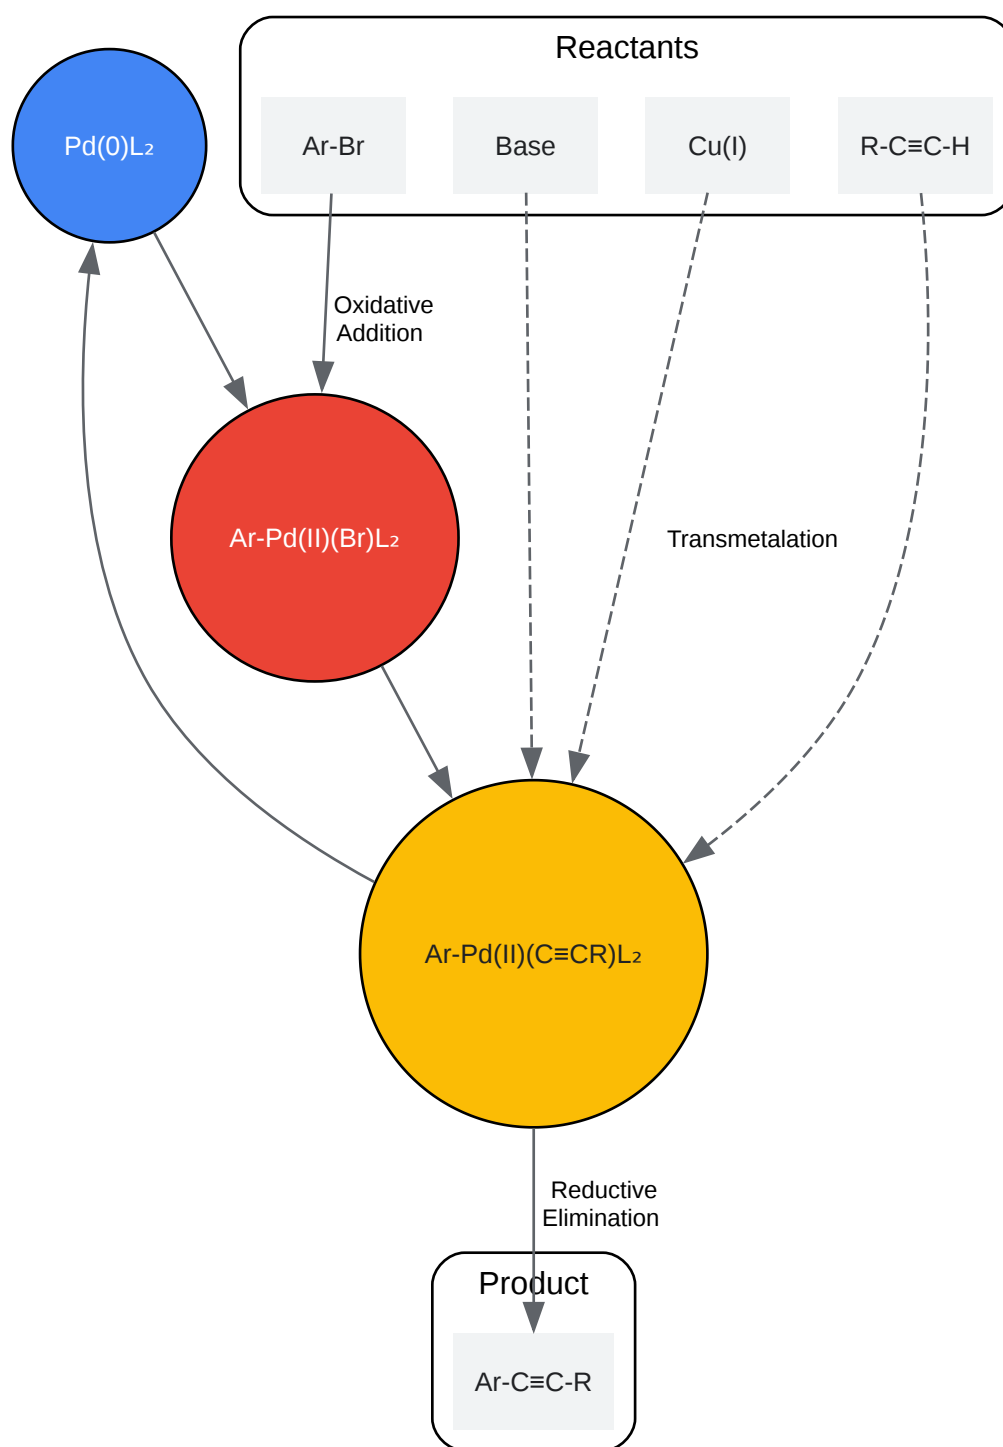 Reactants
Pd(0)L₂
Ar-Br
Base
Cu(I)
R-C≡C-H
Oxidative
Addition
Ar-Pd(II)(Br)L₂
Transmetalation
Ar-Pd(II)(C≡CR)L₂
Reductive
Elimination
Product
Ar-C≡C-R